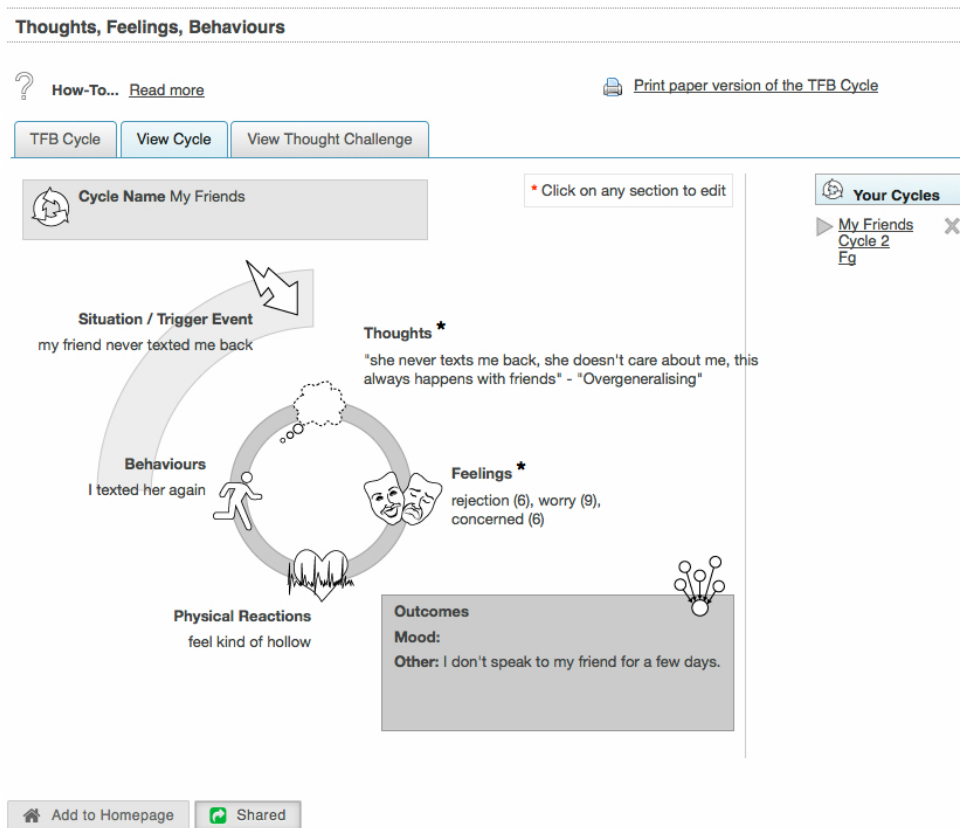 Thoughts, Feelings, Behaviours
? How-To... Read more
Print paper version of the TFB Cycle
TFB Cycle
View Cycle
View Thought Challenge
Cycle Name My Friends
* Click on any section to edit
Your Cycles
My Friends
Cycle 2
Fg
Situation / Trigger Event
my friend never texted me back
Thoughts *
"she never texts me back, she doesn't care about me, this
always happens with friends" - "Overgeneralising"
Behaviours
I texted her again
Feelings *
rejection (6), worry (9),
concerned (6)
Physical Reactions
feel kind of hollow
Outcomes
Mood:
Other: I don't speak to my friend for a few days.
Add to Homepage
Shared